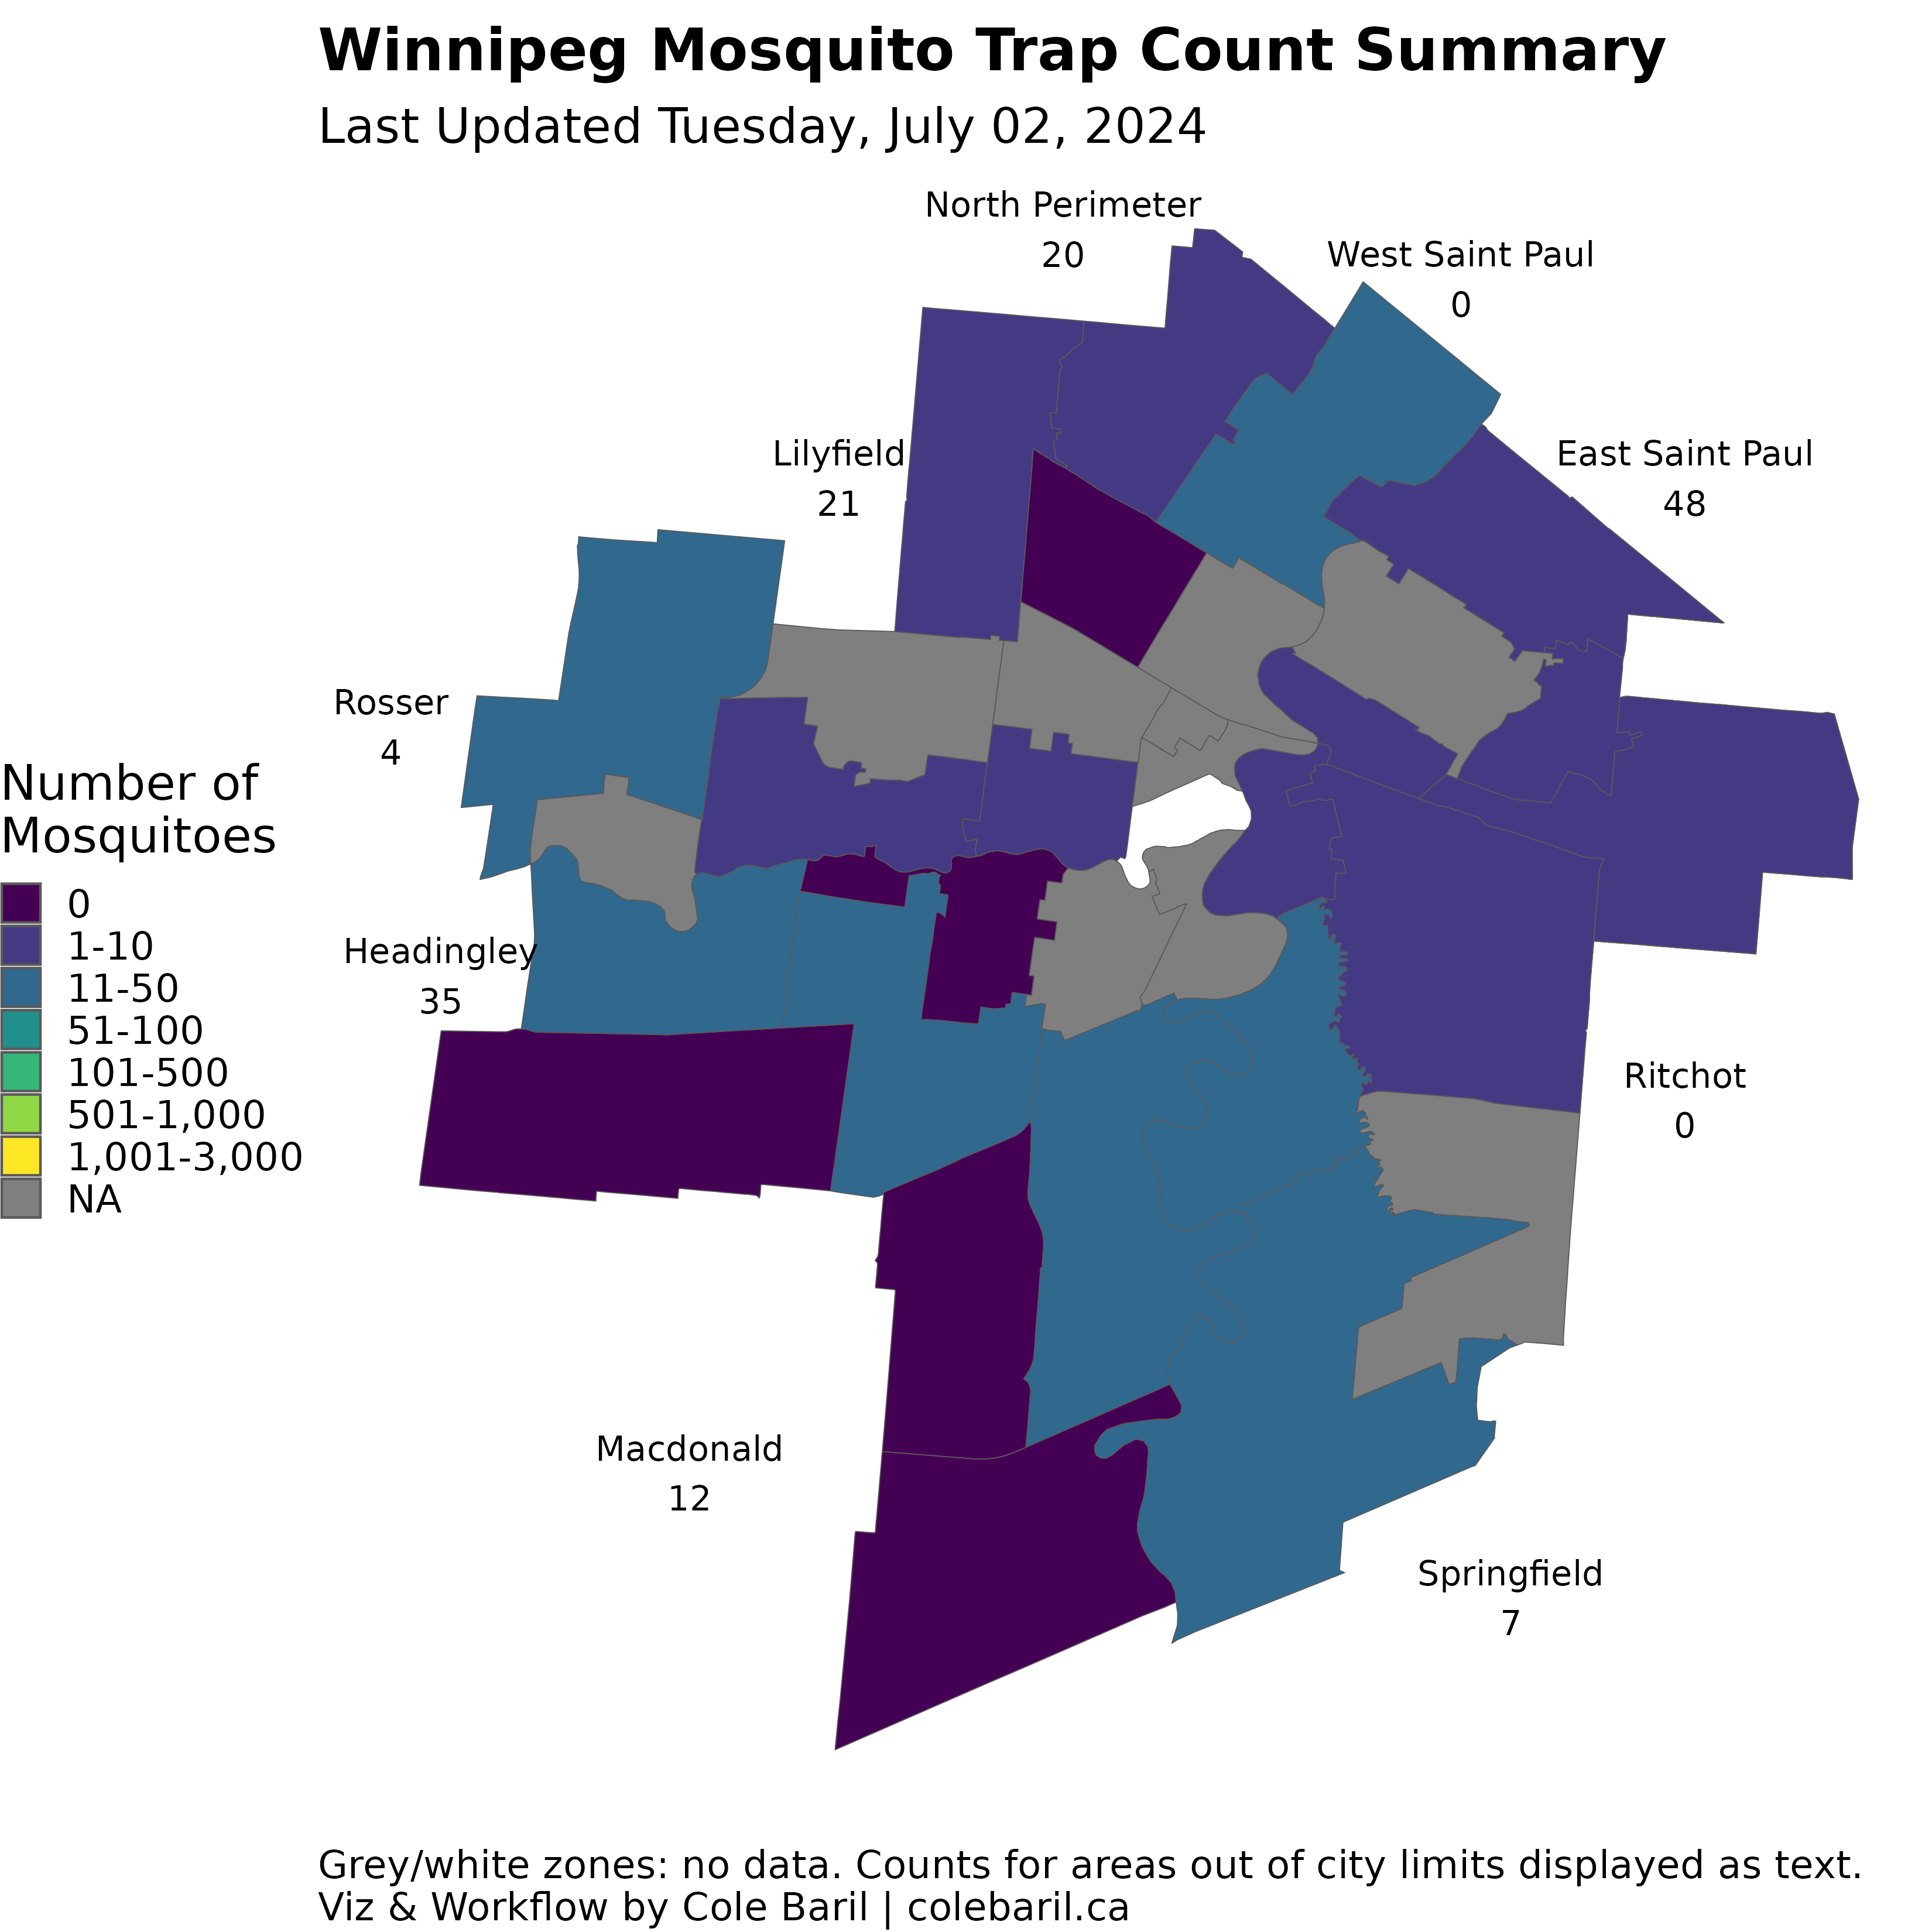 Winnipeg Mosquito Trap Count Summary
Last Updated Tuesday, July 02, 2024
North Perimeter
20
West Saint Paul
0
Lilyfield
21
East Saint Paul
48
Rosser
4
Number of
Mosquitoes
0
1-10
11-50
51-100
101-500
501-1,000
1,001-3,000
NA
Headingley
35
Ritchot
0
Macdonald
12
Springfield
7
Grey/white zones: no data. Counts for areas out of city limits displayed as text.
Viz & Workflow by Cole Baril | colebaril.ca